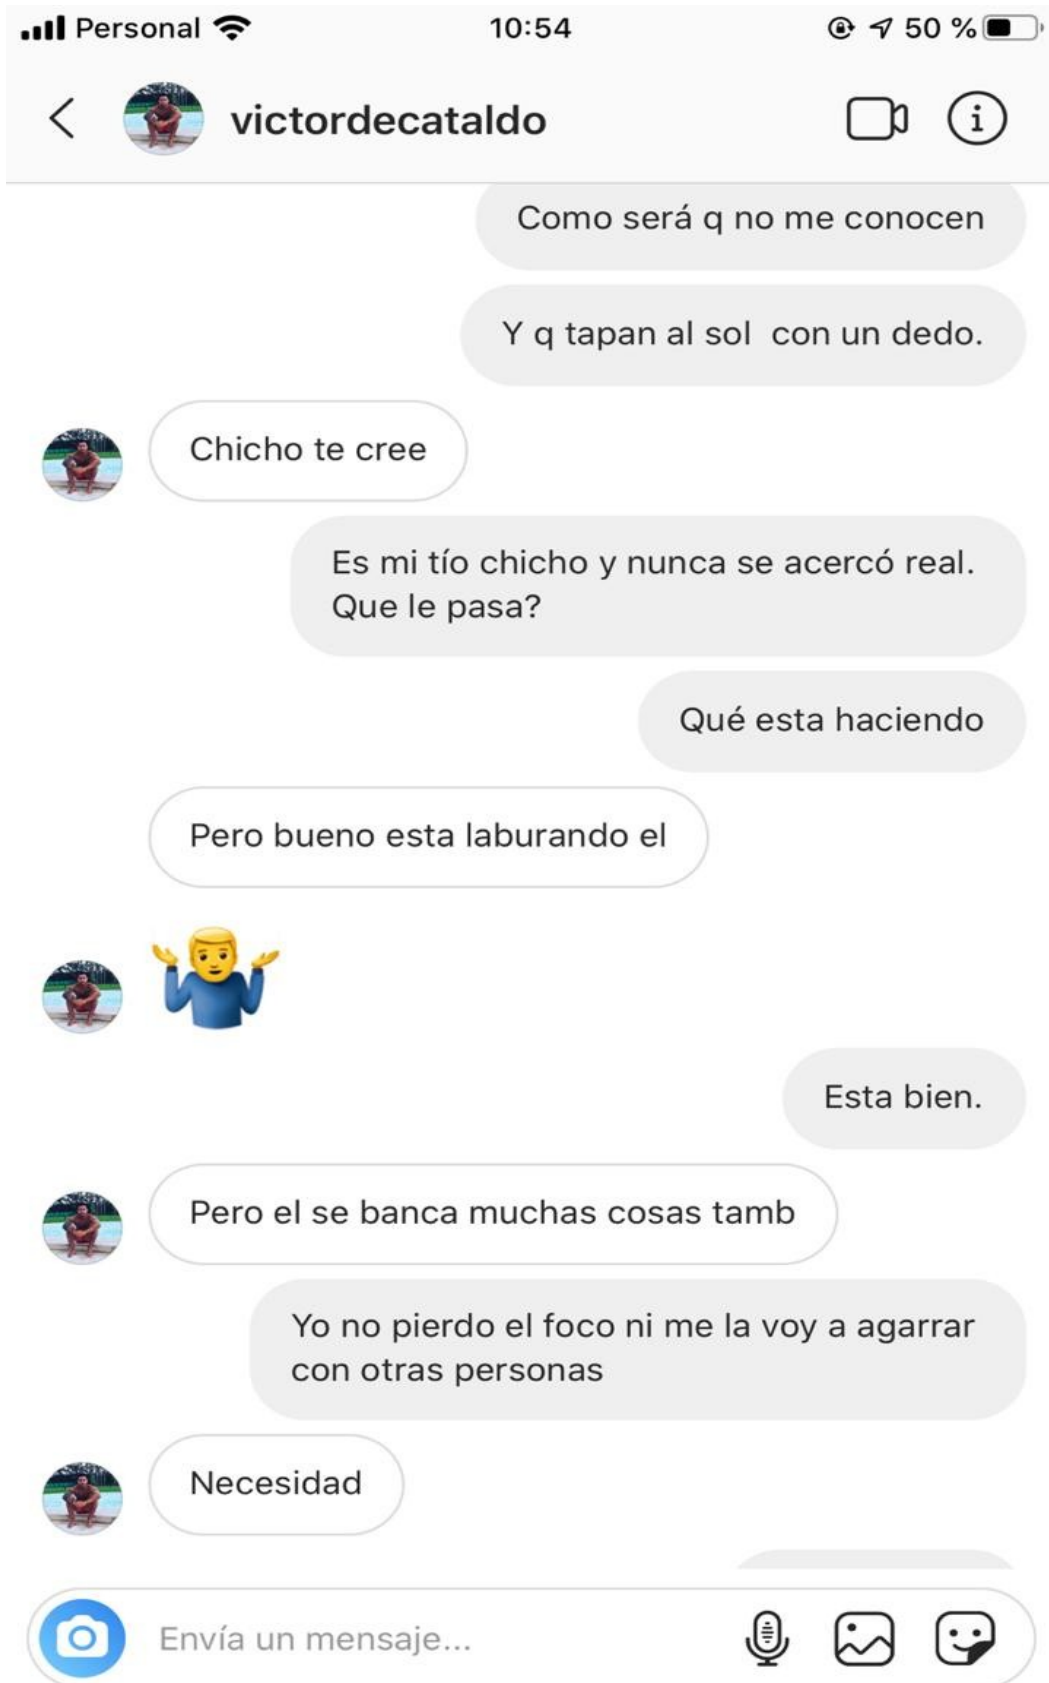 Personal
10:54
50 %
victordecataldo
Como será q no me conocen
Y q tapan al sol con un dedo.
Chicho te cree
Es mi tío chicho y nunca se acercó real.
Que le pasa?
Qué esta haciendo
Pero bueno esta laburando el
Esta bien.
Pero el se banca muchas cosas tamb
Yo no pierdo el foco ni me la voy a agarrar
con otras personas
Necesidad
Envía un mensaje...